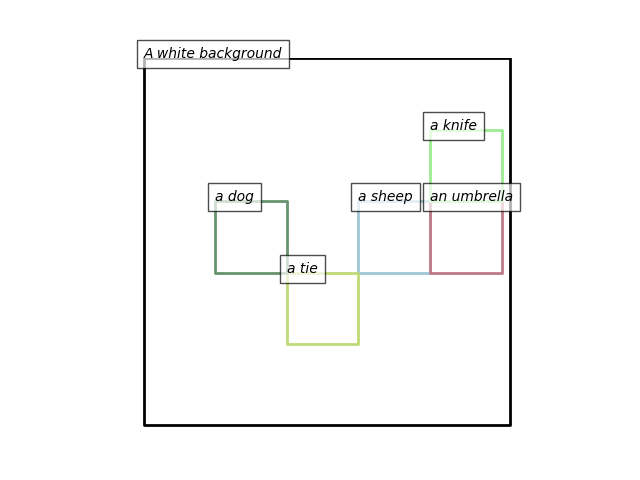 A white background
a knife
a dog
a sheep
an umbrella
a tie